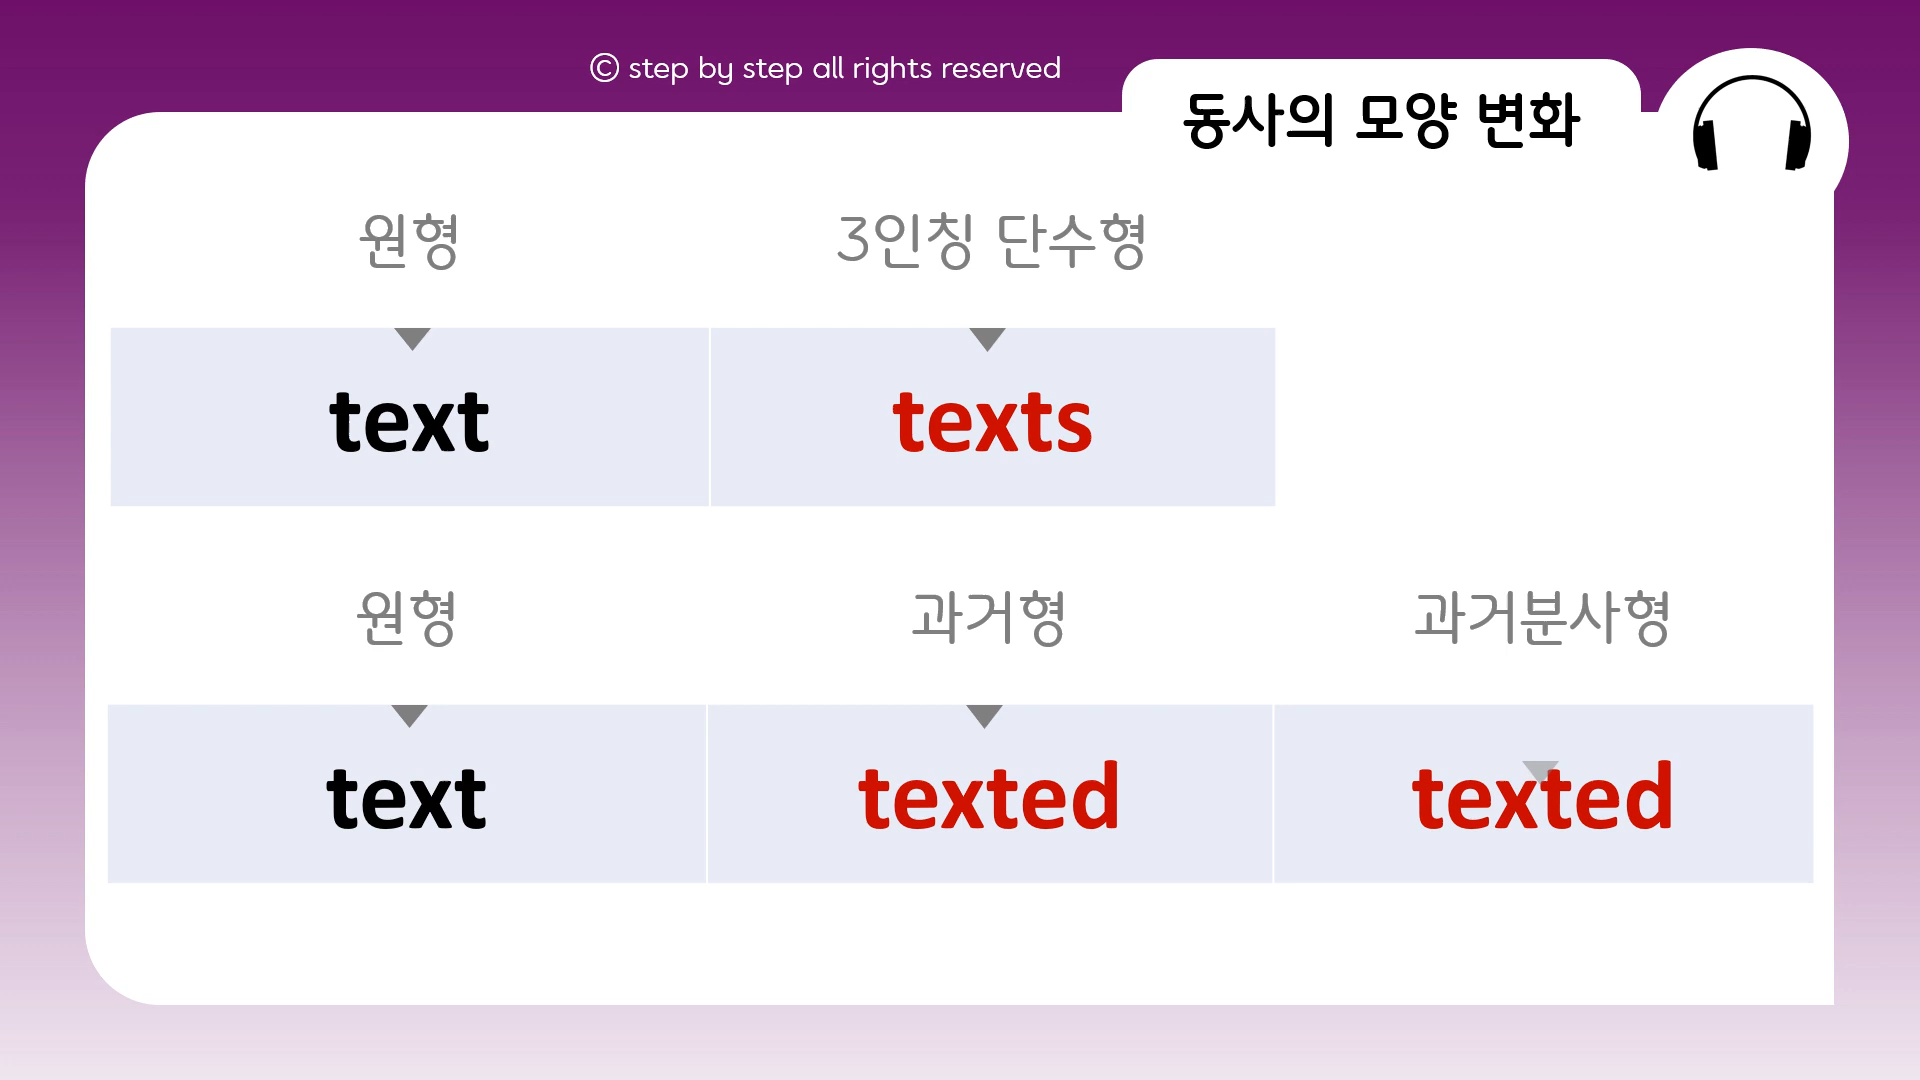 © step by step all rights reserved
동사의 모양 변화
원형 3인칭 단수형
text texts
원형 과거형 과거분사형
text texted texted